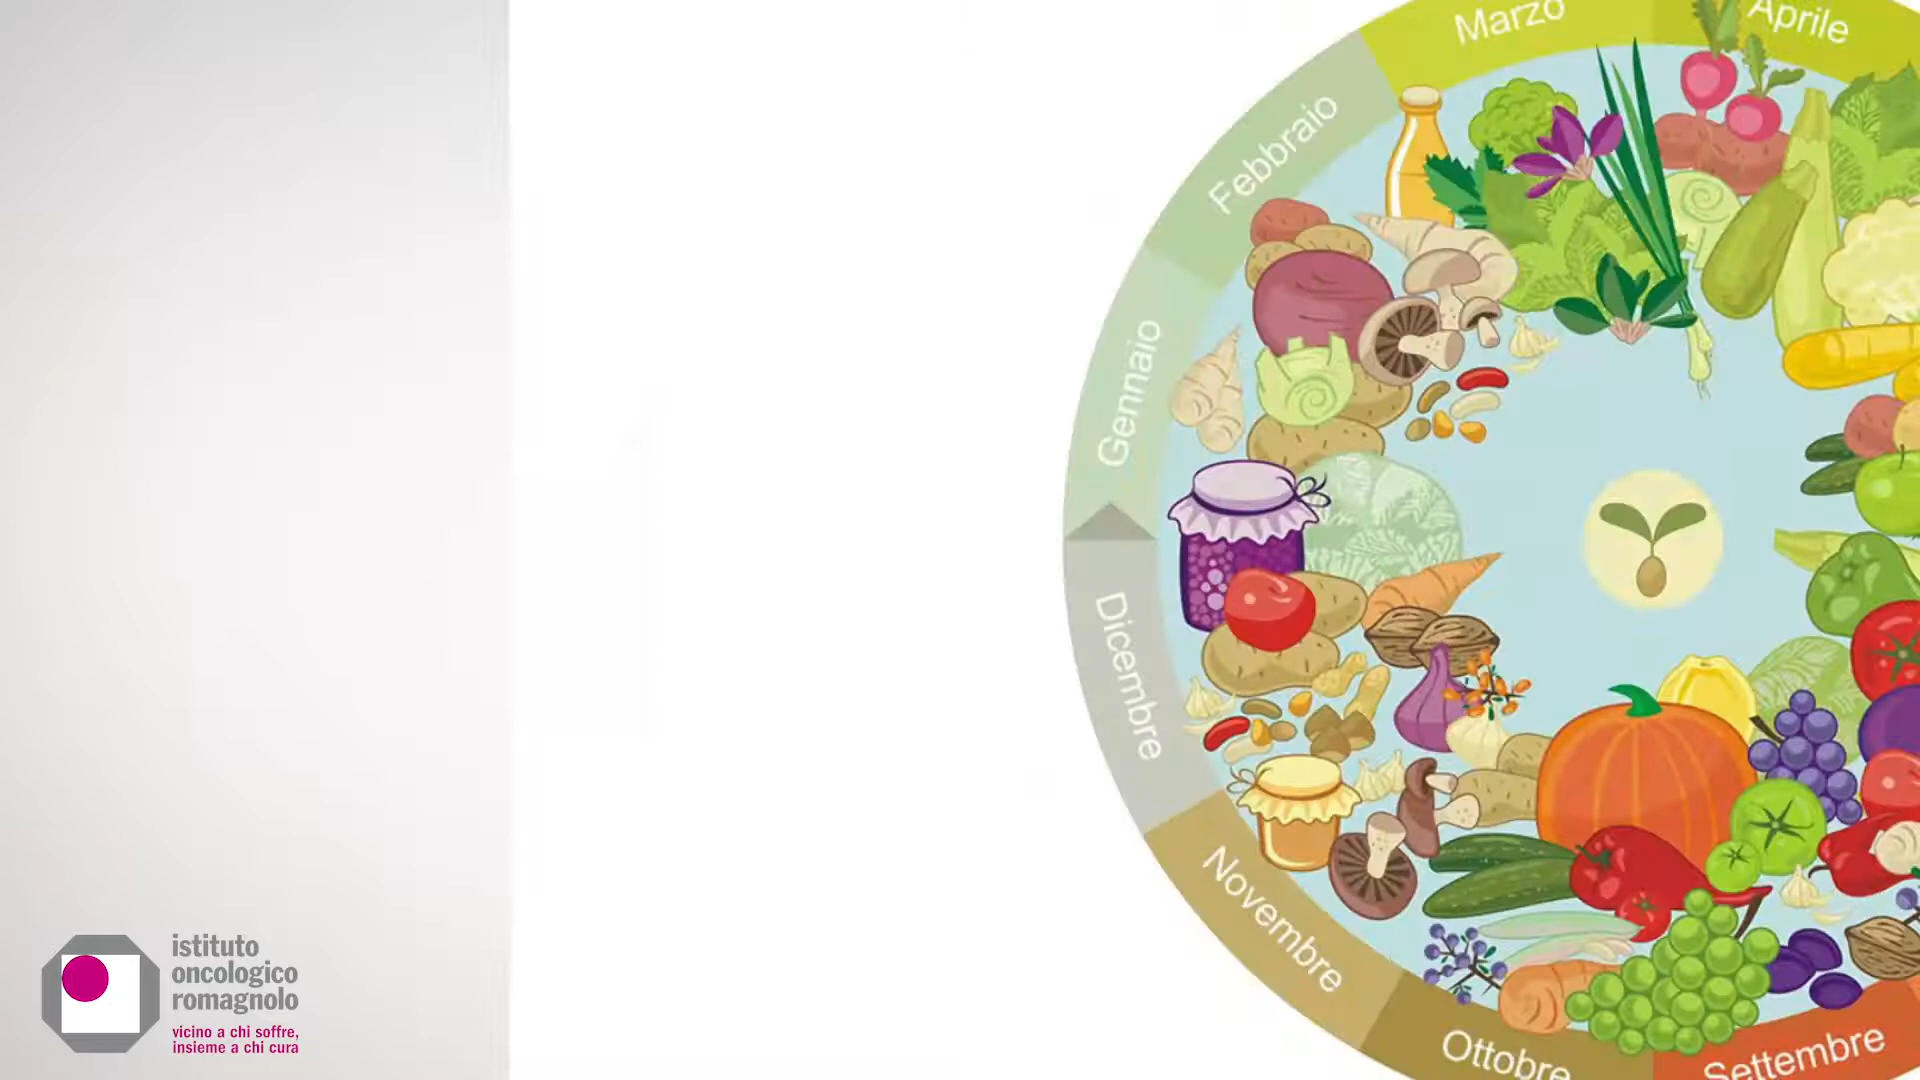 Marzo
Aprile
Febbraio
Gennaio
Dicembre
Novembre
Ottobre
Settembre
istituto
oncologico
romagnolo
vicino a chi soffre,
insieme a chi cura